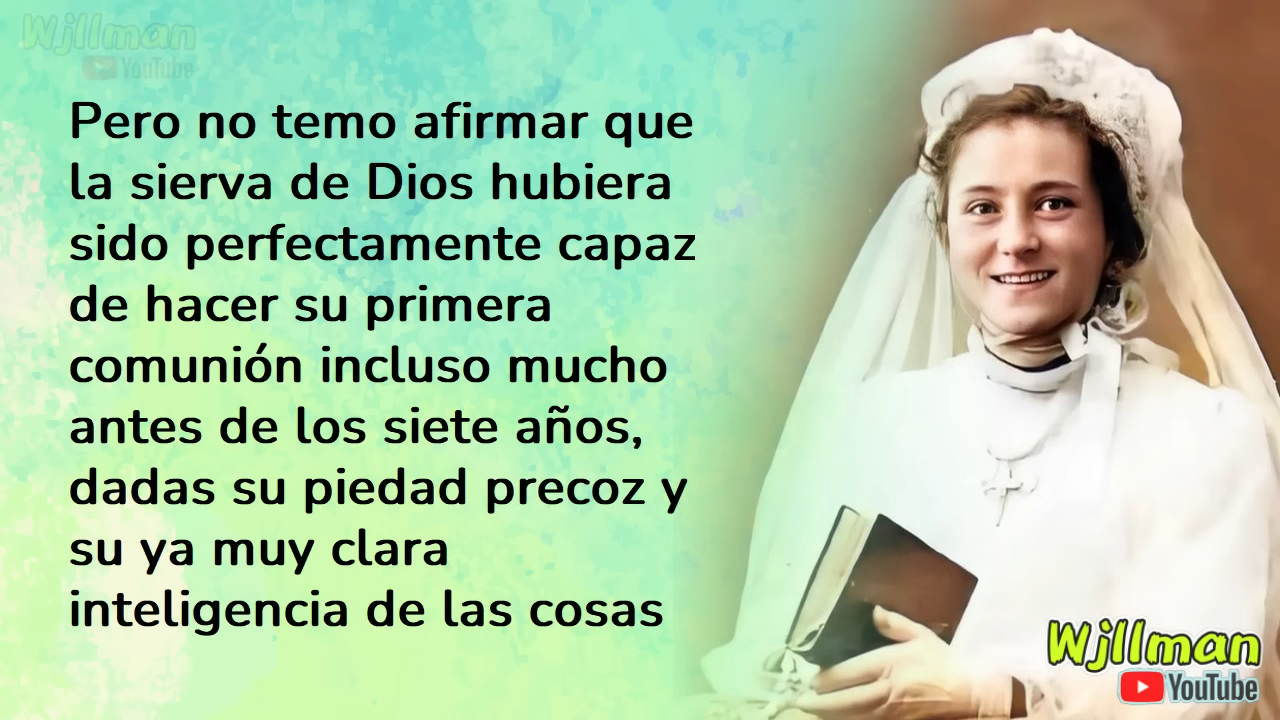 Wjllman
YouTube
Pero no temo afirmar que
la sierva de Dios hubiera
sido perfectamente capaz
de hacer su primera
comunión incluso mucho
antes de los siete años,
dadas su piedad precoz y
su ya muy clara
inteligencia de las cosas
Wjllman
YouTube